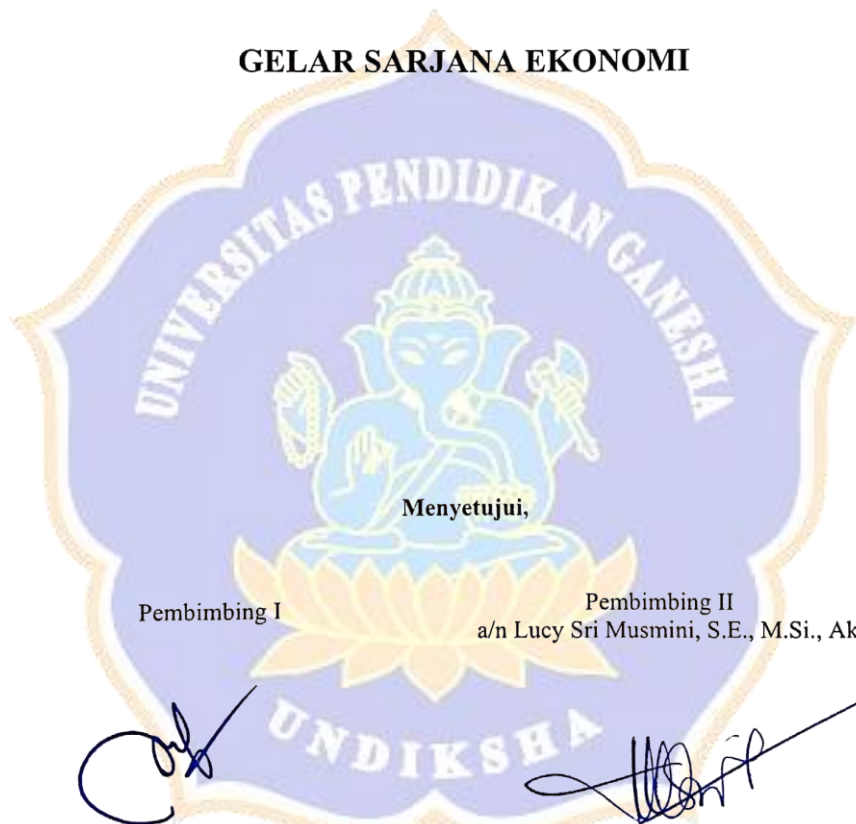 GELAR SARJANA EKONOMI
UNIVERSITAS PENDIDIKAN GANESHA
Menyetujui,
Pembimbing I
Pembimbing II
a/n Lucy Sri Musmini, S.E., M.Si., Ak
UNDIKSHA